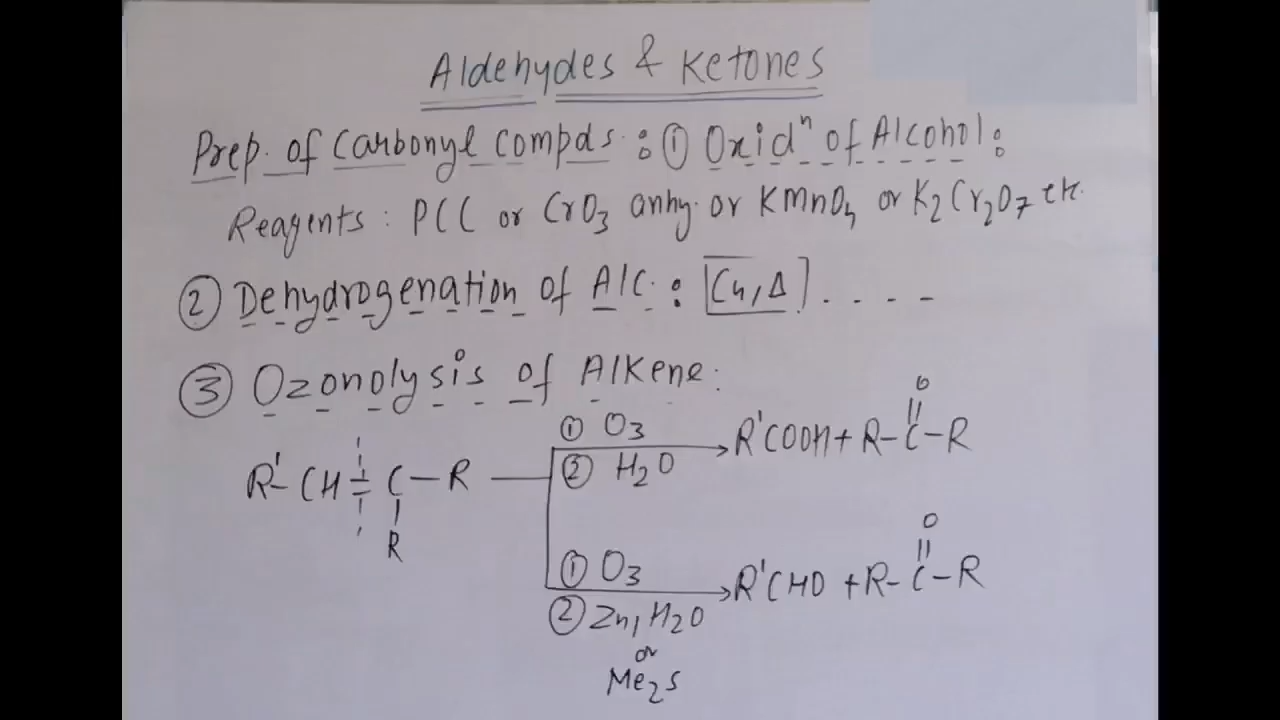 Aldehydes & Ketones
Prep. of Carbonyl Compds. : ① Oxidⁿ of Alcohol :
Reagents : PCC or CrO₃ anhy. or KMnO₄ or K₂Cr₂O₇ etc.
② Dehydrogenation of Alc. : [Cu, Δ] . - - -
③ Ozonolysis of Alkene :
① O₃
② H₂O
R'COOH + R-C-R
O
R'-CH=C-R
R
① O₃
② Zn, H₂O
or
Me₂S
R'CHO + R-C-R
O